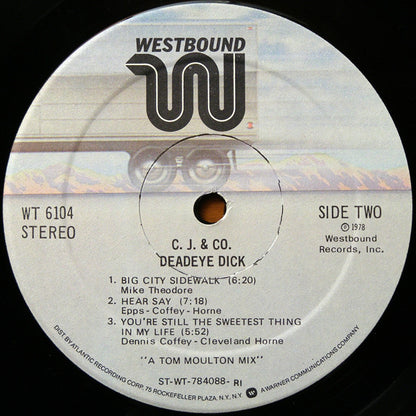 WESTBOUND
WT 6104
STEREO
SIDE TWO
℗ 1978
Westbound
Records, Inc.
C. J. & CO.
DEADEYE DICK
1. BIG CITY SIDEWALK (6:20)
Mike Theodore
2. HEAR SAY (7:18)
Epps - Coffey - Horne
3. YOU'RE STILL THE SWEETEST THING
IN MY LIFE (5:52)
Dennis Coffey - Cleveland Horne
"A TOM MOULTON MIX"
ST-WT-784088- RI
DIST BY ATLANTIC RECORDING CORP. 75 ROCKEFELLER PLAZA, N.Y. N.Y. W A WARNER COMMUNICATIONS COMPANY